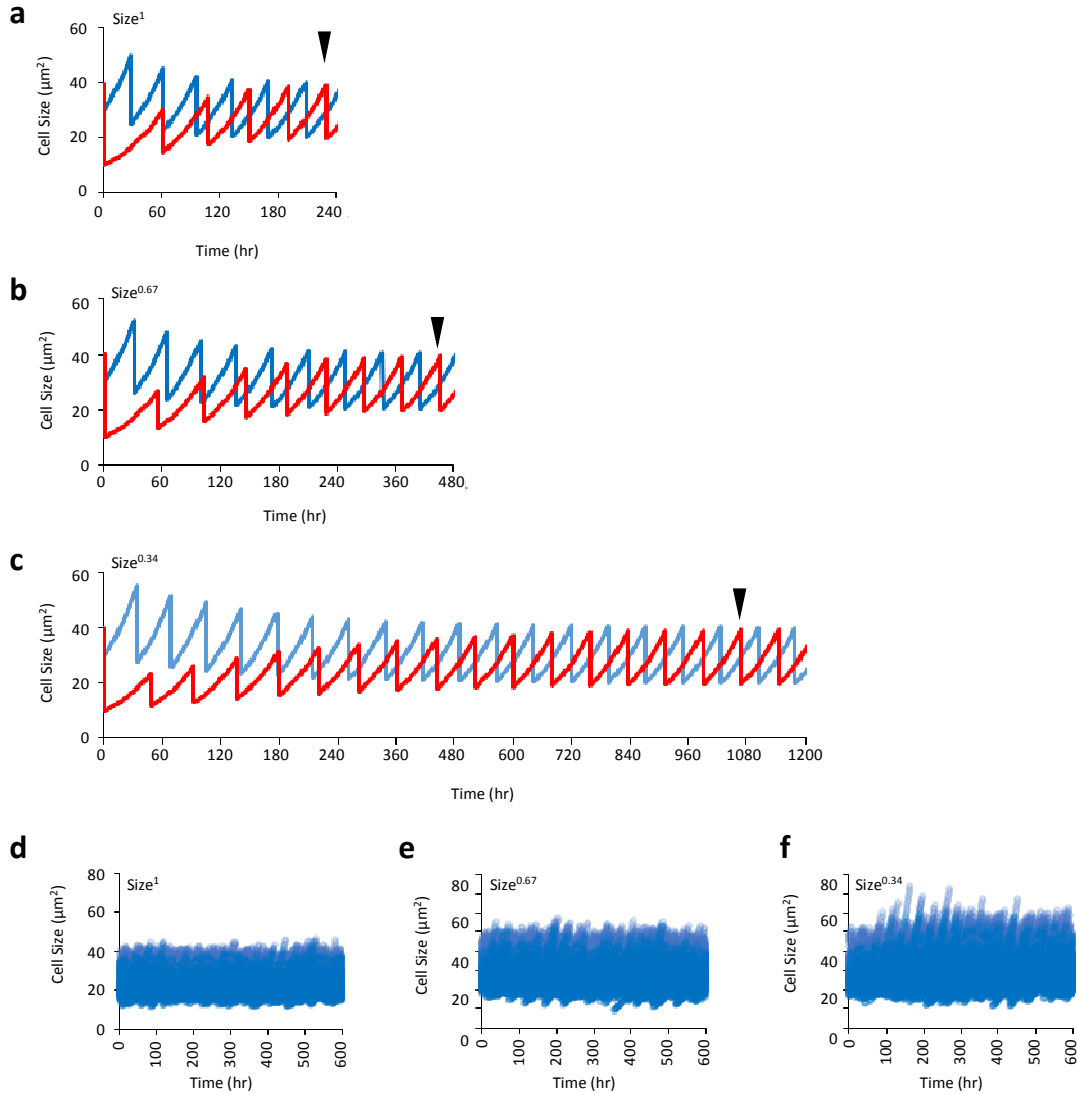 a
Size1
60
40
20
0
Cell Size (µm2)
0 60 120 180 240
Time (hr)
b
Size0.67
60
40
20
0
Cell Size (µm2)
0 60 120 180 240 360 480
Time (hr)
c
Size0.34
60
40
20
0
Cell Size (µm2)
0 60 120 180 240 360 480 600 720 840 960 1080 1200
Time (hr)
d
Size1
80
60
40
20
0
Cell Size (µm2)
0 100 200 300 400 500 600
Time (hr)
e
Size0.67
80
60
40
20
0
Cell Size (µm2)
0 100 200 300 400 500 600
Time (hr)
f
Size0.34
80
60
40
20
0
Cell Size (µm2)
0 100 200 300 400 500 600
Time (hr)